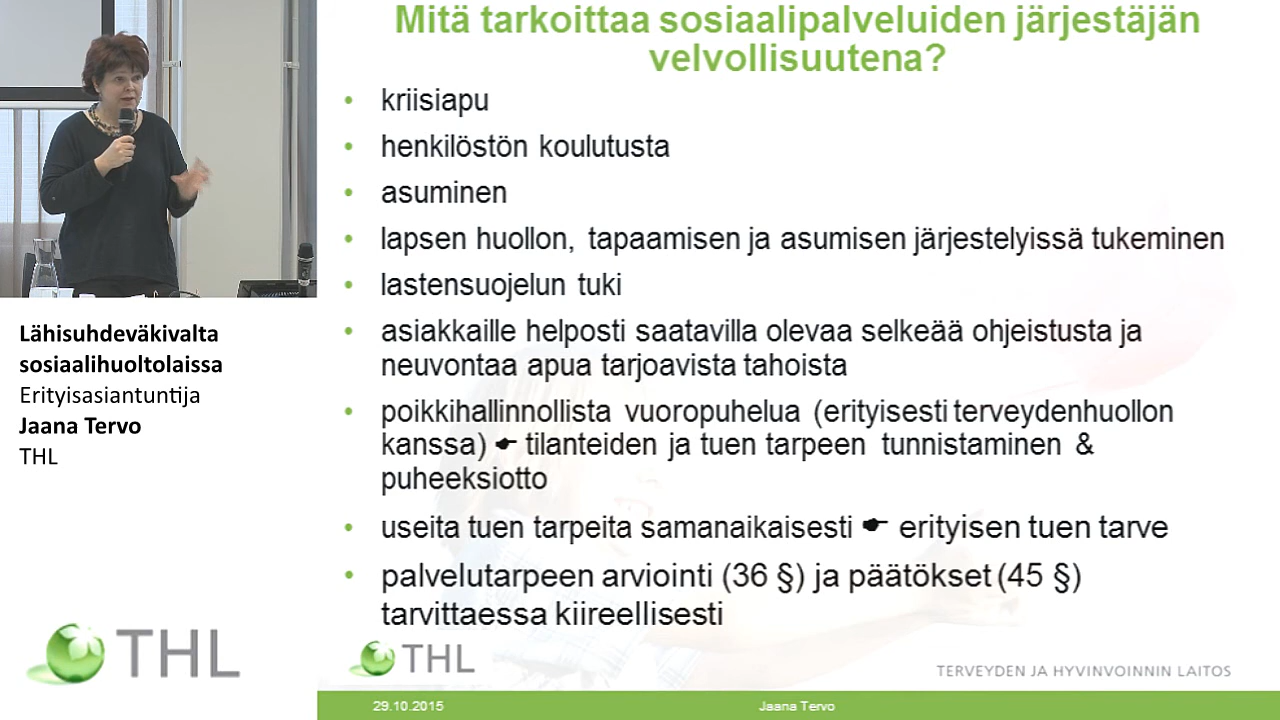 Mitä tarkoittaa sosiaalipalveluiden järjestäjän
velvollisuutena?
• kriisiapu
• henkilöstön koulutusta
• asuminen
• lapsen huollon, tapaamisen ja asumisen järjestelyissä tukeminen
• lastensuojelun tuki
• asiakkaille helposti saatavilla olevaa selkeää ohjeistusta ja
neuvontaa apua tarjoavista tahoista
• poikkihallinnollista vuoropuhelua (erityisesti terveydenhuollon
kanssa) ☛ tilanteiden ja tuen tarpeen tunnistaminen &
puheeksiotto
• useita tuen tarpeita samanaikaisesti ☛ erityisen tuen tarve
• palvelutarpeen arviointi (36 §) ja päätökset (45 §)
tarvittaessa kiireellisesti
THL
TERVEYDEN JA HYVINVOINNIN LAITOS
29.10.2015
Jaana Tervo
Lähisuhdeväkivalta
sosiaalihuoltolaissa
Erityisasiantuntija
Jaana Tervo
THL
THL